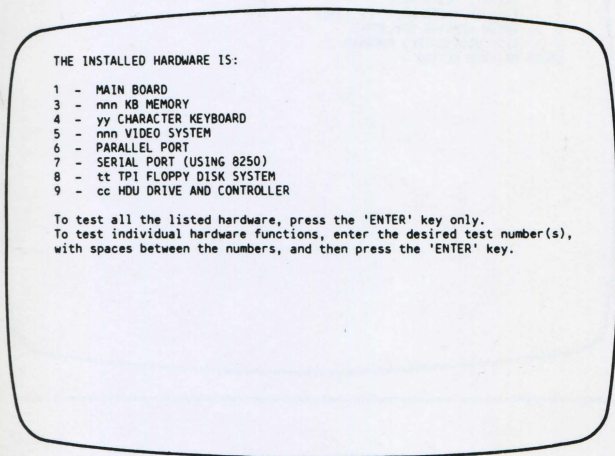 THE INSTALLED HARDWARE IS:
1 - MAIN BOARD
3 - nnn KB MEMORY
4 - yy CHARACTER KEYBOARD
5 - nnn VIDEO SYSTEM
6 - PARALLEL PORT
7 - SERIAL PORT (USING 8250)
8 - tt TPI FLOPPY DISK SYSTEM
9 - cc HDU DRIVE AND CONTROLLER
To test all the listed hardware, press the 'ENTER' key only.
To test individual hardware functions, enter the desired test number(s),
with spaces between the numbers, and then press the 'ENTER' key.